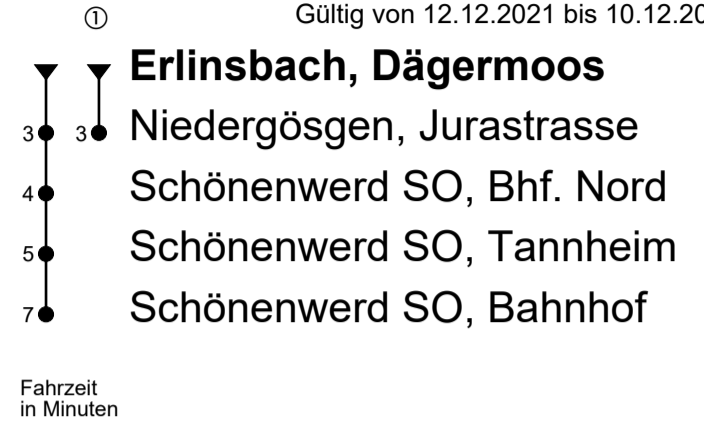 ① Gültig von 12.12.2021 bis 10.12.20
Erlinsbach, Dägermoos
3 3 Niedergösgen, Jurastrasse
4 Schönenwerd SO, Bhf. Nord
5 Schönenwerd SO, Tannheim
7 Schönenwerd SO, Bahnhof
Fahrzeit
in Minuten